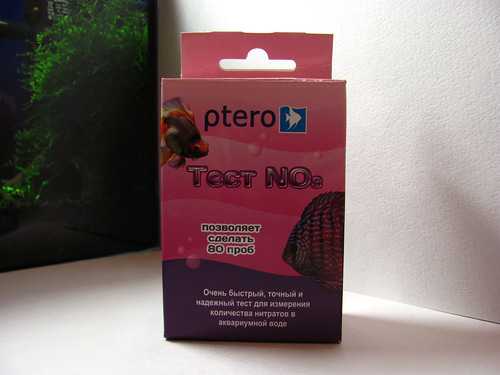 ptero
Тест NO₃
позволяет
сделать
80 проб
Очень быстрый, точный и
надежный тест для измерения
количества нитратов в
аквариумной воде